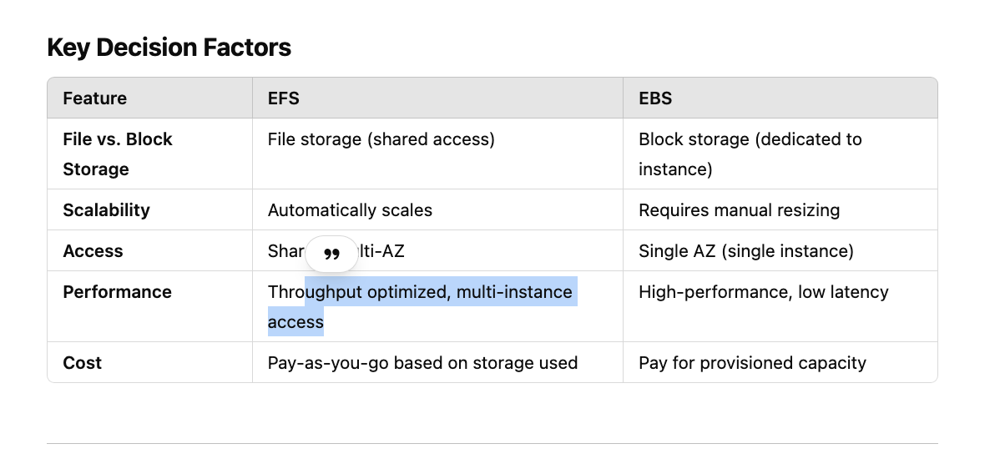 Key Decision Factors
Feature EFS EBS
File vs. Block File storage (shared access) Block storage (dedicated to
Storage instance)
Scalability Automatically scales Requires manual resizing
Access Shar lti-AZ Single AZ (single instance)
Performance Throughput optimized, multi-instance High-performance, low latency
access
Cost Pay-as-you-go based on storage used Pay for provisioned capacity